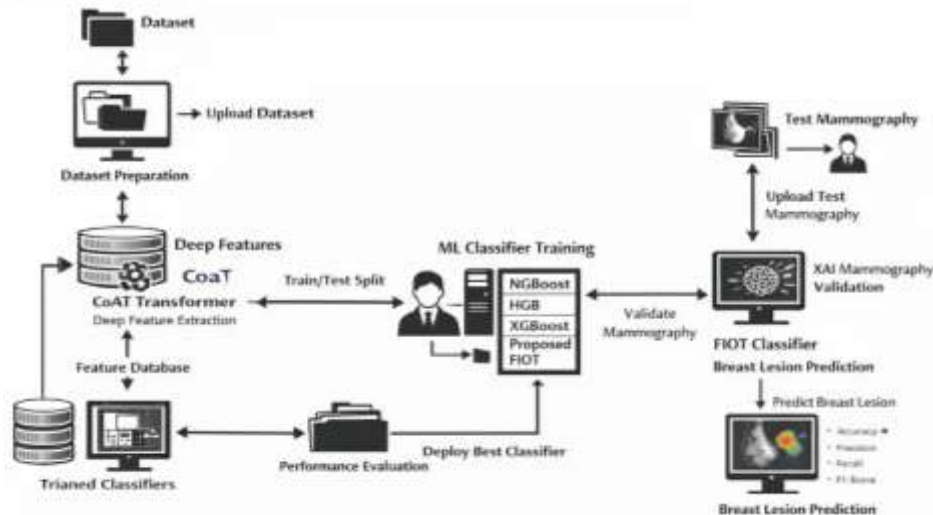 Dataset
Upload Dataset
Dataset Preparation
Deep Features
CoaT
CoAT Transformer
Deep Feature Extraction
Train/Test Split
ML Classifier Training
NGBoost
HGB
XGBoost
Proposed
FIOT
Validate
Mammography
Test Mammography
Upload Test
Mammography
XAI Mammography
Validation
FIOT Classifier
Breast Lesion Prediction
Predict Breast Lesion
Accuracy
Precision
Recall
F1-Score
Breast Lesion Prediction
Feature Database
Trianed Classifiers
Performance Evaluation
Deploy Best Classifier